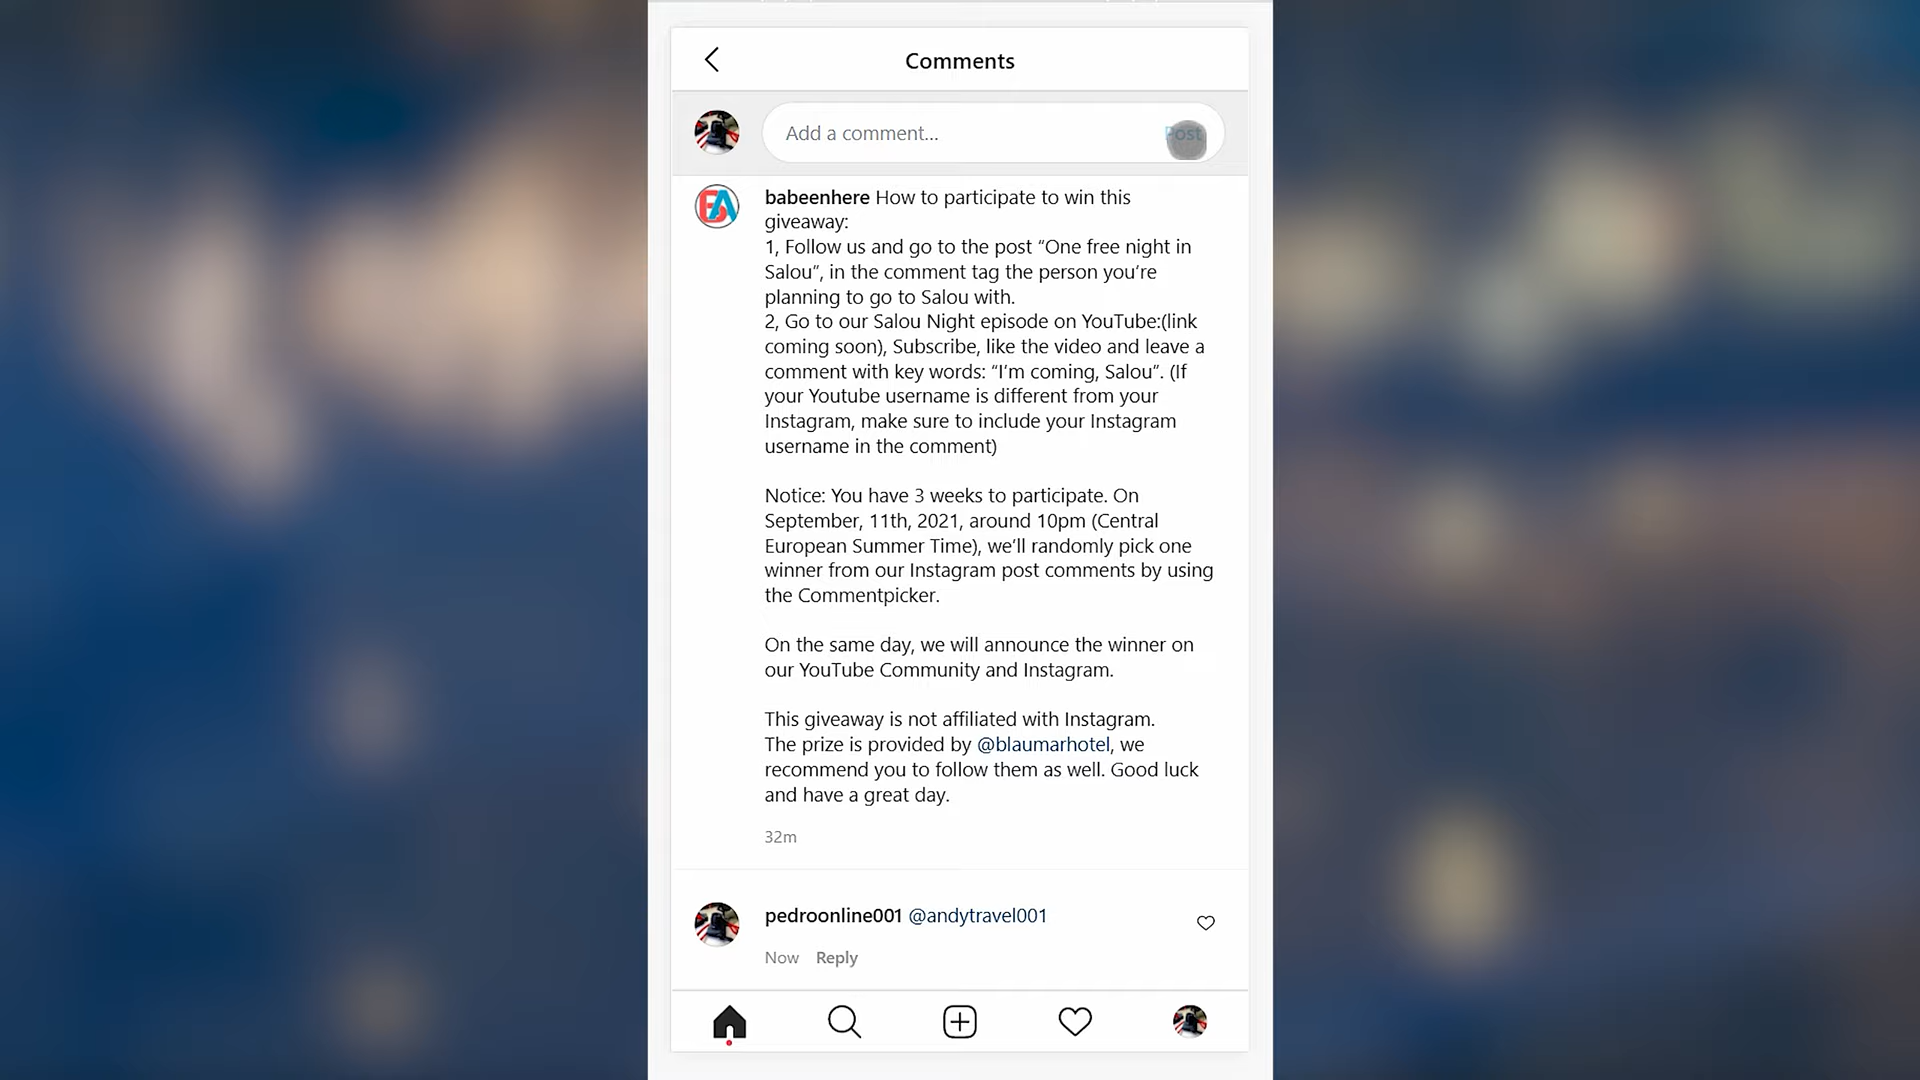 Comments
Add a comment...
Post
babeenhere How to participate to win this
giveaway:
1, Follow us and go to the post “One free night in
Salou”, in the comment tag the person you’re
planning to go to Salou with.
2, Go to our Salou Night episode on YouTube:(link
coming soon), Subscribe, like the video and leave a
comment with key words: “I’m coming, Salou”. (If
your Youtube username is different from your
Instagram, make sure to include your Instagram
username in the comment)
Notice: You have 3 weeks to participate. On
September, 11th, 2021, around 10pm (Central
European Summer Time), we’ll randomly pick one
winner from our Instagram post comments by using
the Commentpicker.
On the same day, we will announce the winner on
our YouTube Community and Instagram.
This giveaway is not affiliated with Instagram.
The prize is provided by @blaumarhotel, we
recommend you to follow them as well. Good luck
and have a great day.
32m
pedroonline001 @andytravel001
Now Reply